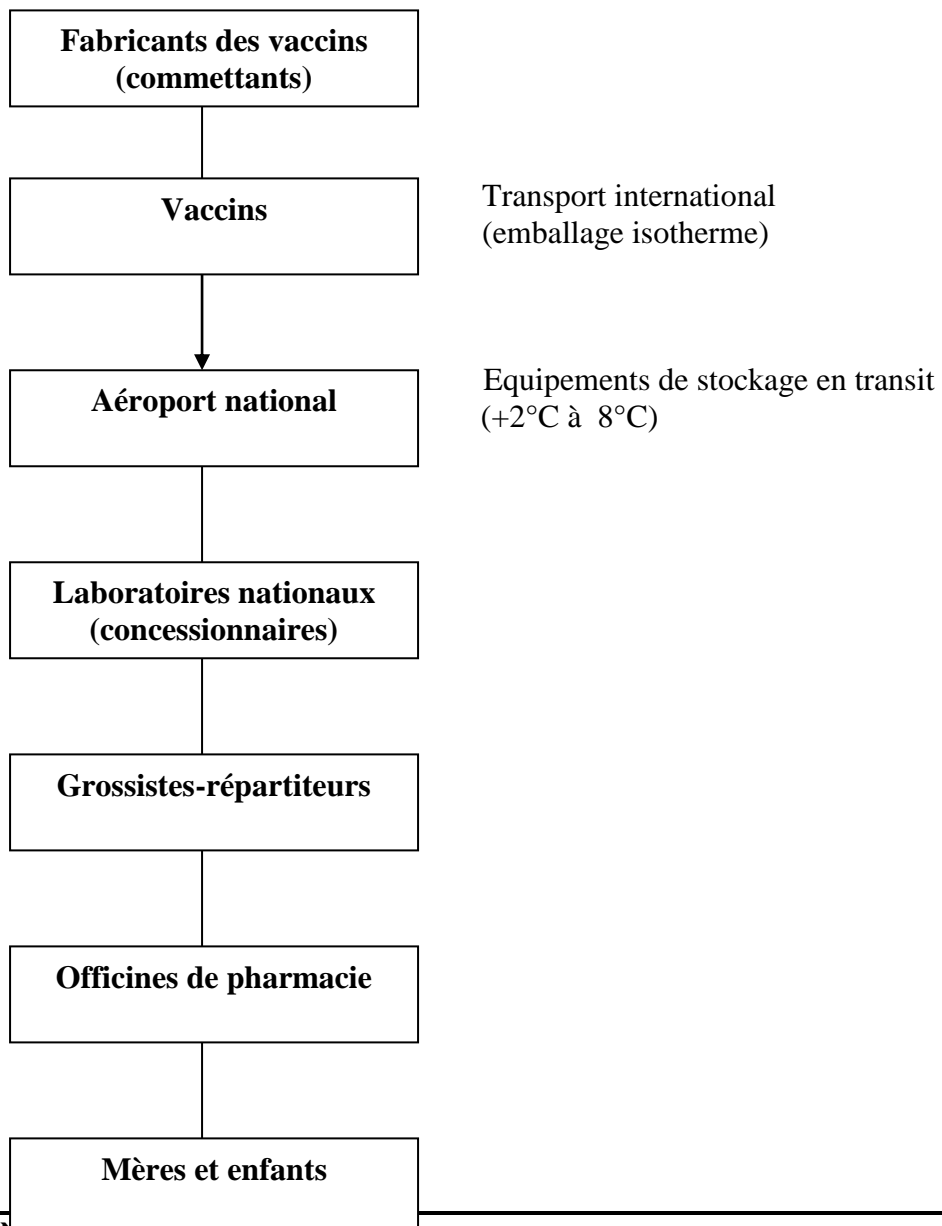 Fabricants des vaccins
(commettants)
Vaccins
Transport international
(emballage isotherme)
Aéroport national
Equipements de stockage en transit
(+2°C à 8°C)
Laboratoires nationaux
(concessionnaires)
Grossistes-répartiteurs
Officines de pharmacie
Mères et enfants